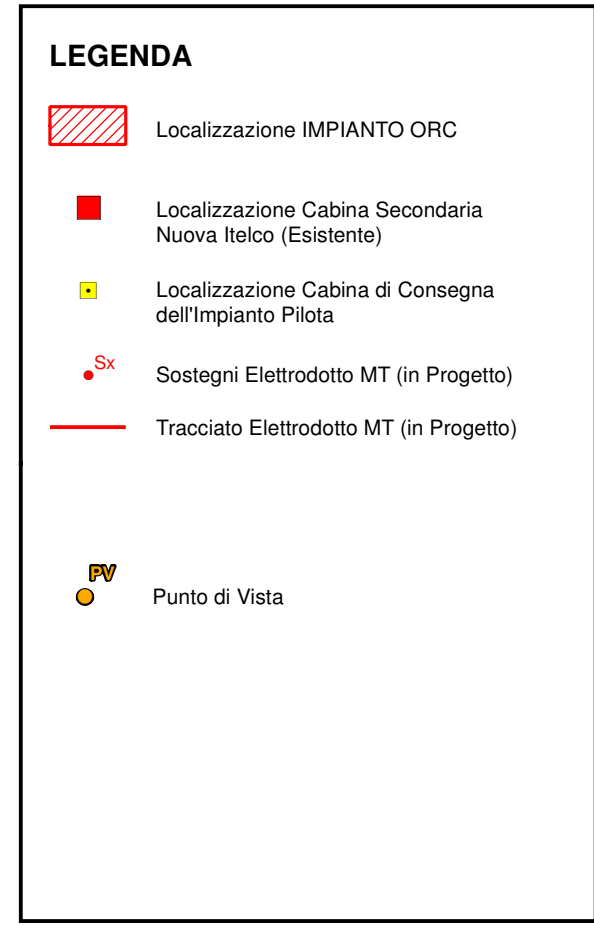 LEGENDA
Localizzazione IMPIANTO ORC
Localizzazione Cabina Secondaria
Nuova Itelco (Esistente)
Localizzazione Cabina di Consegna
dell'Impianto Pilota
Sx
Sostegni Elettrodotto MT (in Progetto)
Tracciato Elettrodotto MT (in Progetto)
PV
Punto di Vista